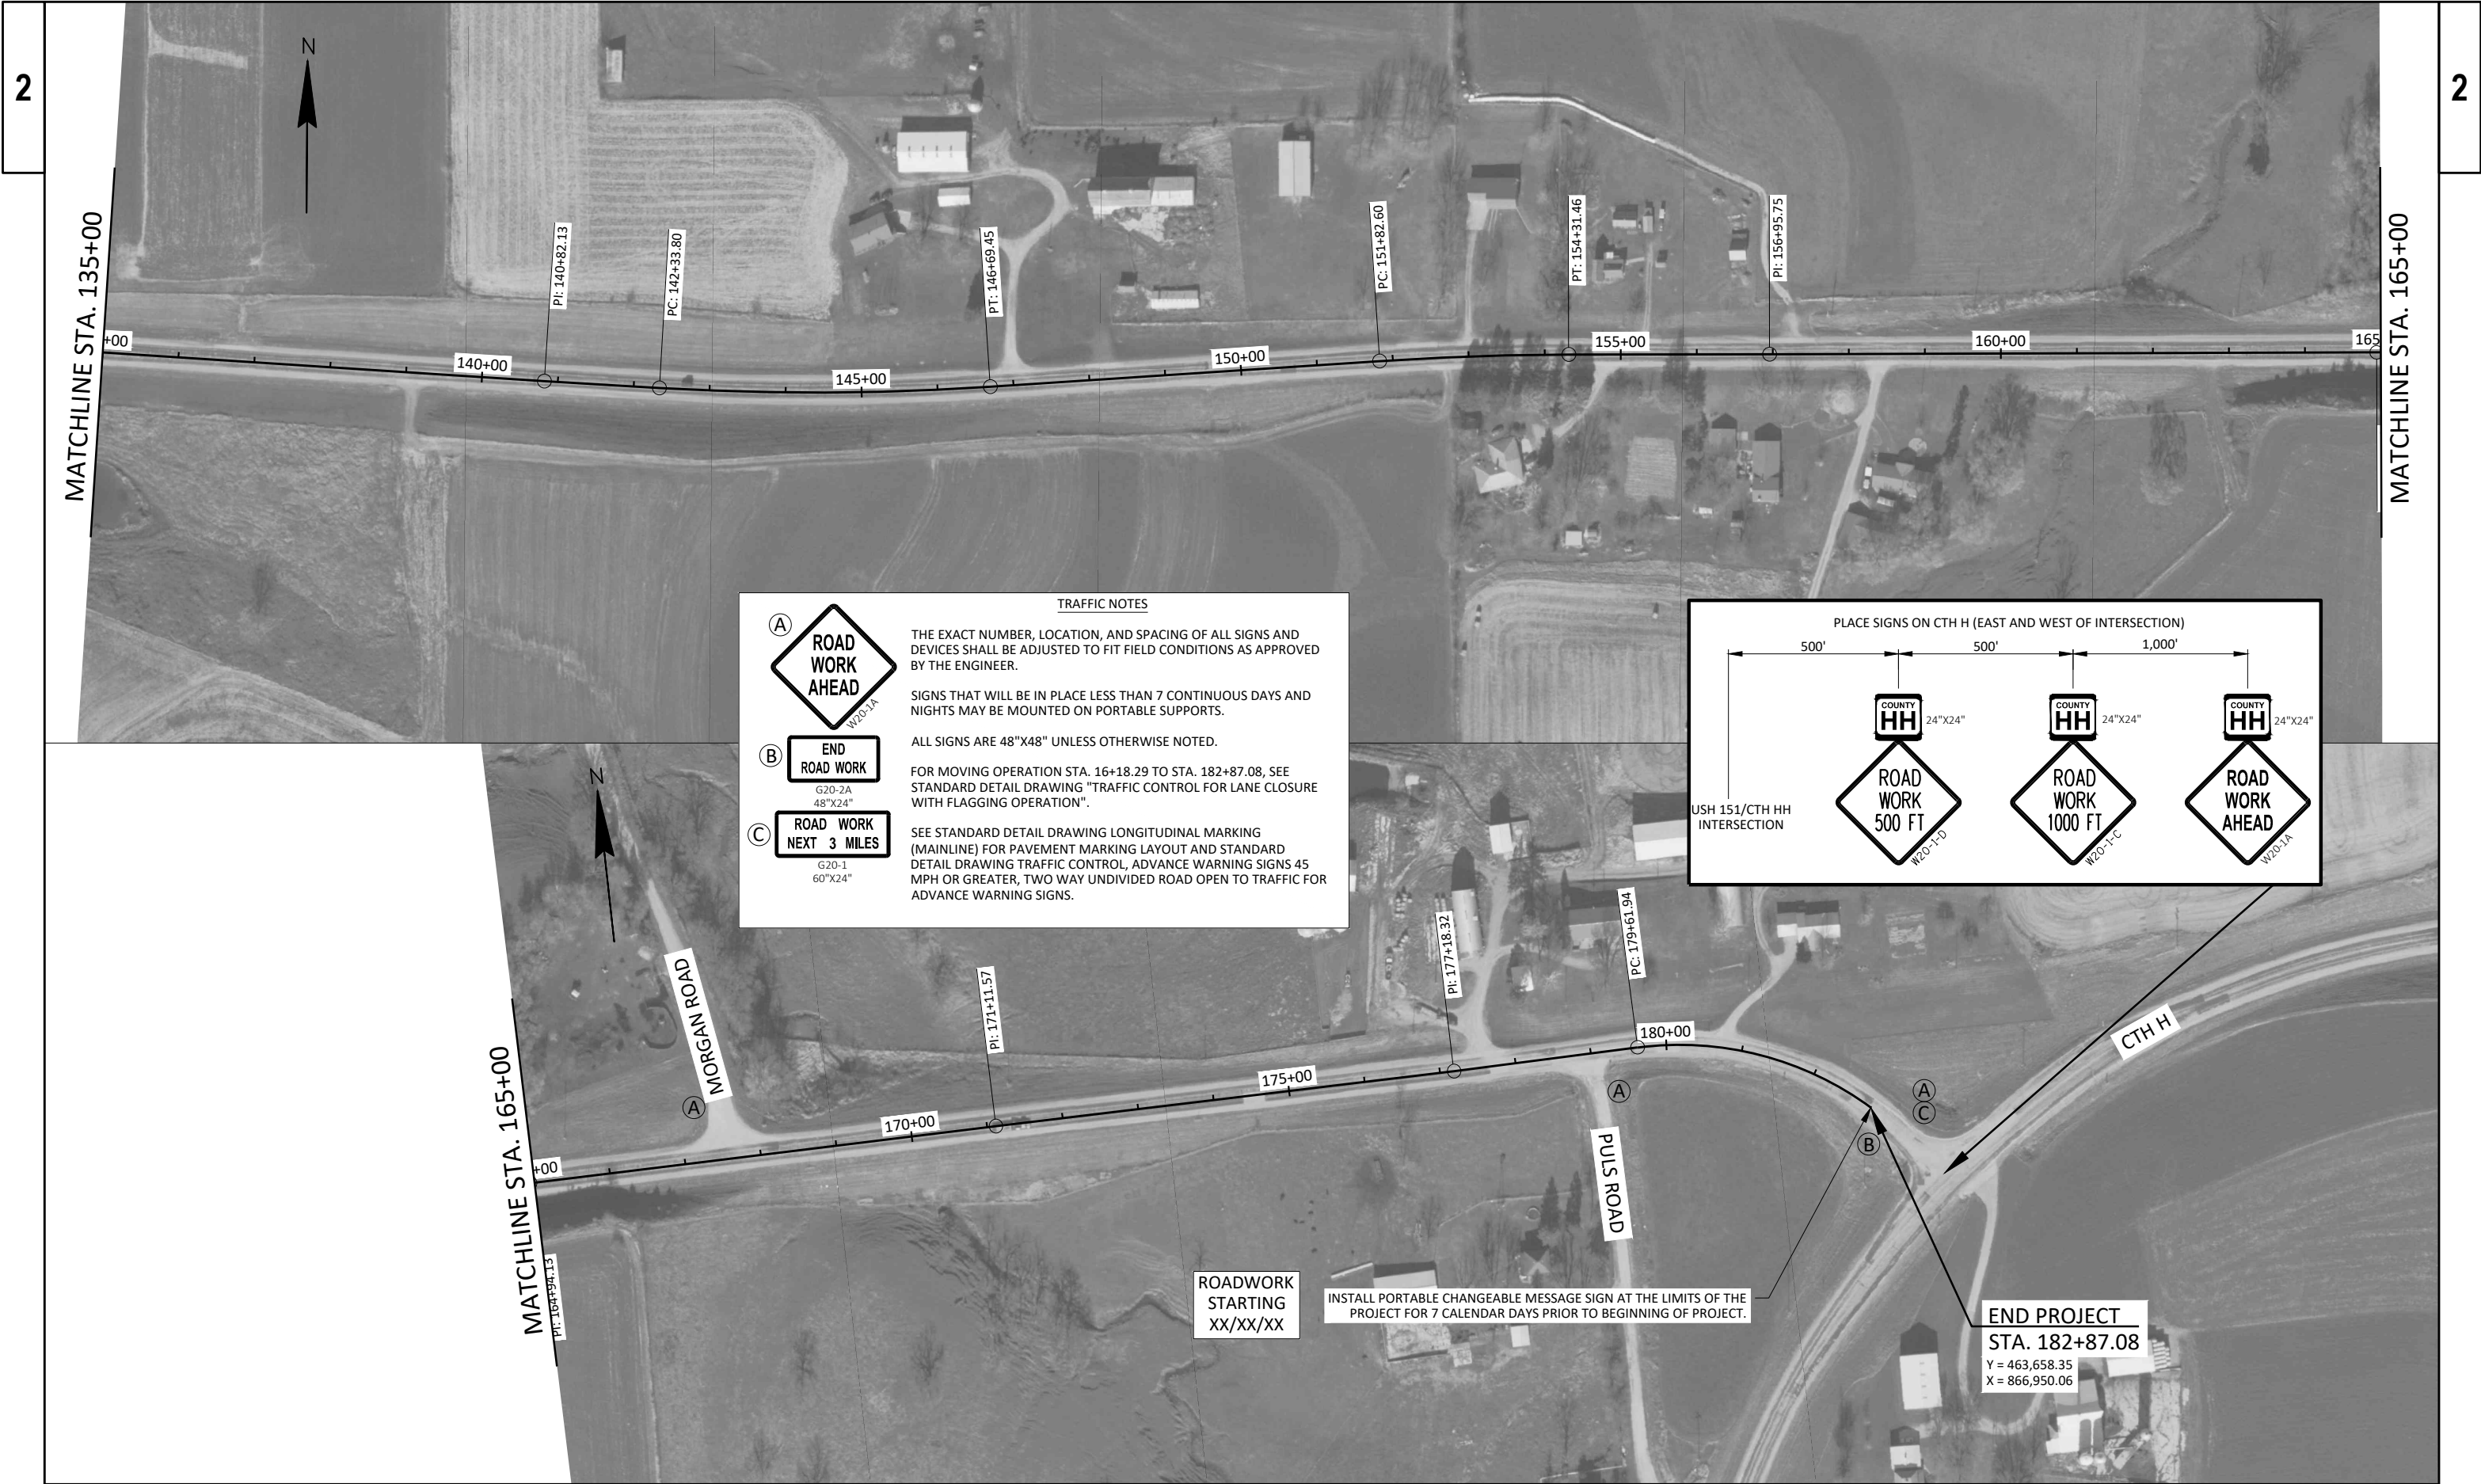 2
2
N
MATCHLINE STA. 135+00
+00
140+00
PI: 140+82.13
PC: 142+33.80
145+00
PT: 146+69.45
150+00
PC: 151+82.60
PT: 154+31.46
155+00
PI: 156+95.75
160+00
165
MATCHLINE STA. 165+00
TRAFFIC NOTES
A
ROAD
WORK
AHEAD
W20-1A
B
END
ROAD WORK
G20-2A
48"X24"
C
ROAD WORK
NEXT 3 MILES
G20-1
60"X24"
THE EXACT NUMBER, LOCATION, AND SPACING OF ALL SIGNS AND
DEVICES SHALL BE ADJUSTED TO FIT FIELD CONDITIONS AS APPROVED
BY THE ENGINEER.
SIGNS THAT WILL BE IN PLACE LESS THAN 7 CONTINUOUS DAYS AND
NIGHTS MAY BE MOUNTED ON PORTABLE SUPPORTS.
ALL SIGNS ARE 48"X48" UNLESS OTHERWISE NOTED.
FOR MOVING OPERATION STA. 16+18.29 TO STA. 182+87.08, SEE
STANDARD DETAIL DRAWING "TRAFFIC CONTROL FOR LANE CLOSURE
WITH FLAGGING OPERATION".
SEE STANDARD DETAIL DRAWING LONGITUDINAL MARKING
(MAINLINE) FOR PAVEMENT MARKING LAYOUT AND STANDARD
DETAIL DRAWING TRAFFIC CONTROL, ADVANCE WARNING SIGNS 45
MPH OR GREATER, TWO WAY UNDIVIDED ROAD OPEN TO TRAFFIC FOR
ADVANCE WARNING SIGNS.
PLACE SIGNS ON CTH H (EAST AND WEST OF INTERSECTION)
500'
500'
1,000'
USH 151/CTH HH
INTERSECTION
COUNTY
HH
24"X24"
ROAD
WORK
500 FT
W20-1-D
COUNTY
HH
24"X24"
ROAD
WORK
1000 FT
W20-1-C
COUNTY
HH
24"X24"
ROAD
WORK
AHEAD
W20-1A
N
MATCHLINE STA. 165+00
PI: 164+94.13
+00
MORGAN ROAD
A
170+00
PI: 171+11.57
175+00
PI: 177+18.32
PC: 179+61.94
180+00
A
PULS ROAD
A
C
B
CTH H
ROADWORK
STARTING
XX/XX/XX
INSTALL PORTABLE CHANGEABLE MESSAGE SIGN AT THE LIMITS OF THE
PROJECT FOR 7 CALENDAR DAYS PRIOR TO BEGINNING OF PROJECT.
END PROJECT
STA. 182+87.08
Y = 463,658.35
X = 866,950.06